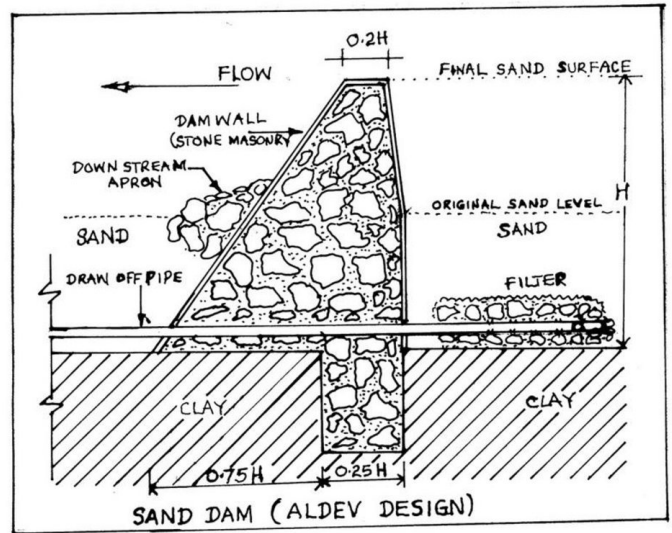 0.2H
FLOW
FINAL SAND SURFACE
DAM WALL
(STONE MASONRY
DOWN STREAM
APRON
H
ORIGINAL SAND LEVEL
SAND
SAND
DRAW OFF PIPE
FILTER
CLAY
CLAY
0.75H
0.25H
SAND DAM (ALDEV DESIGN)